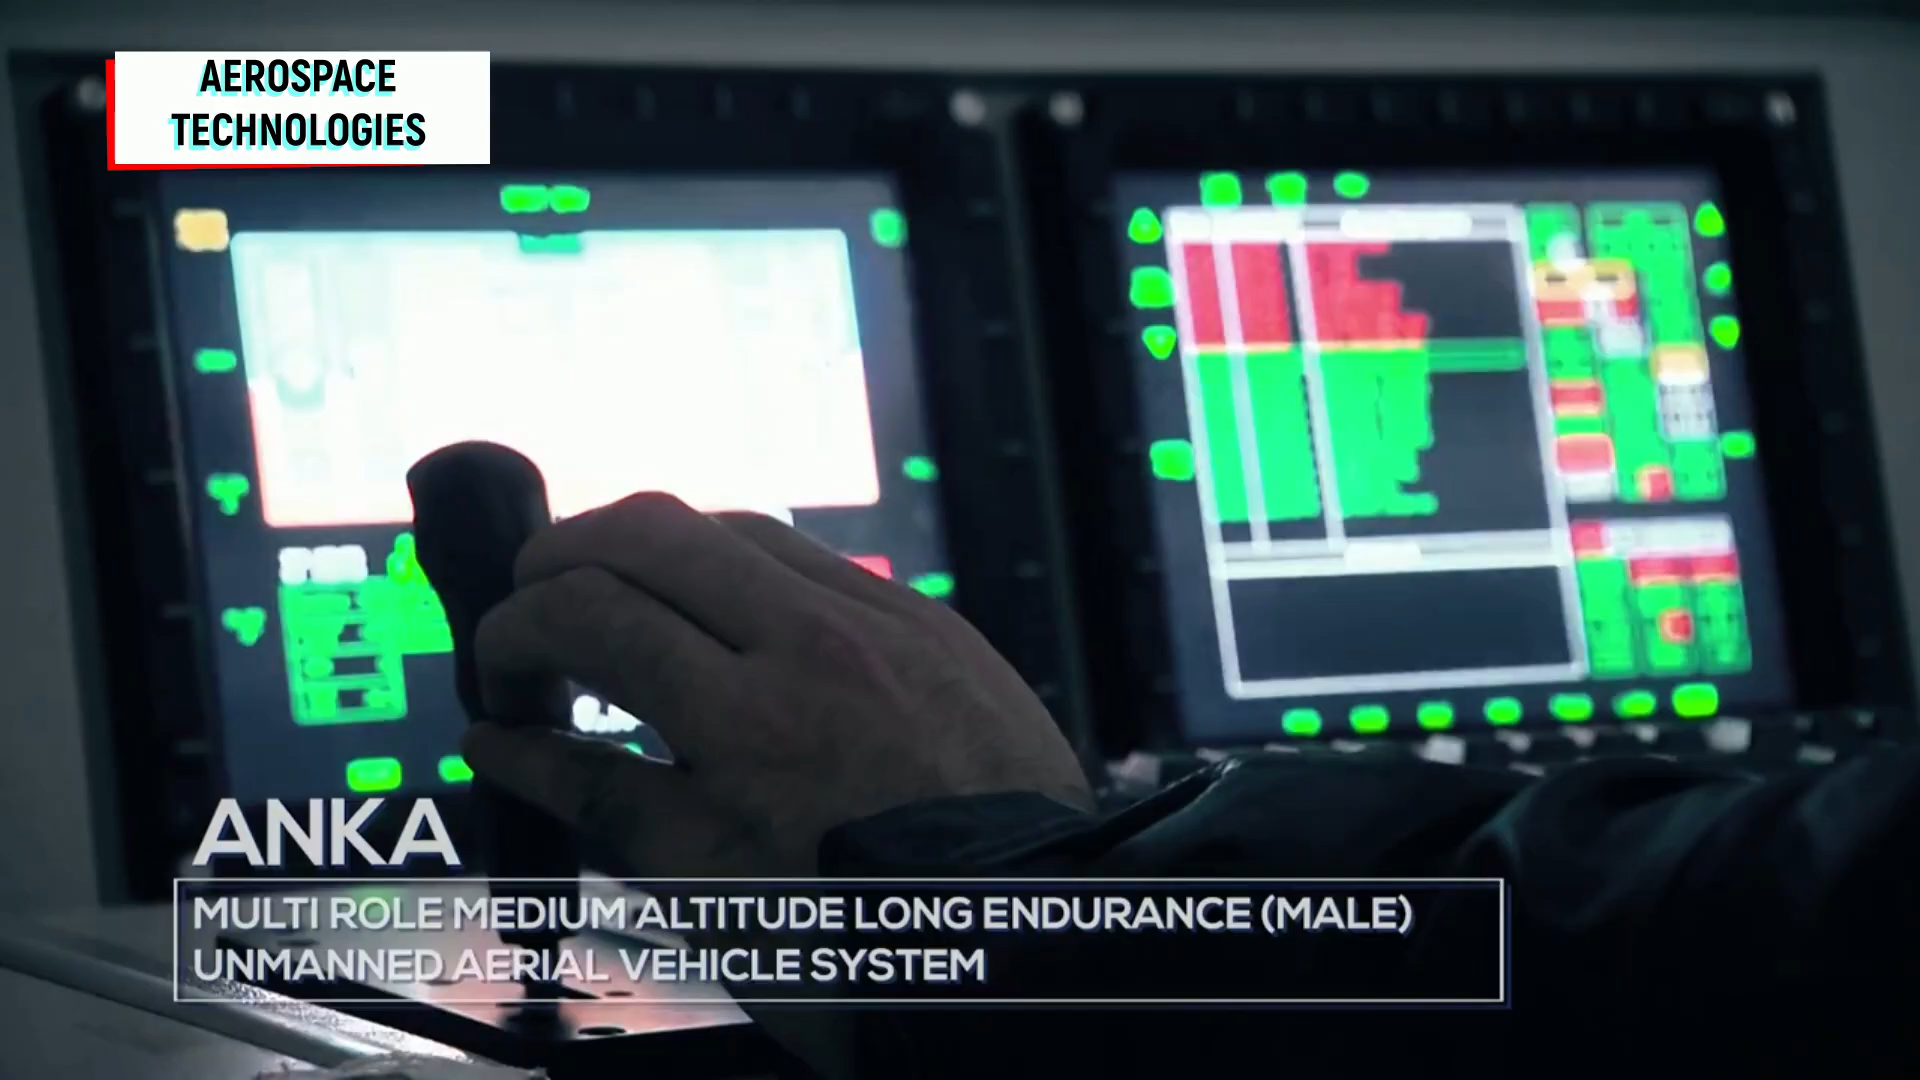 AEROSPACE
TECHNOLOGIES
ANKA
MULTI ROLE MEDIUM ALTITUDE LONG ENDURANCE (MALE)
UNMANNED AERIAL VEHICLE SYSTEM